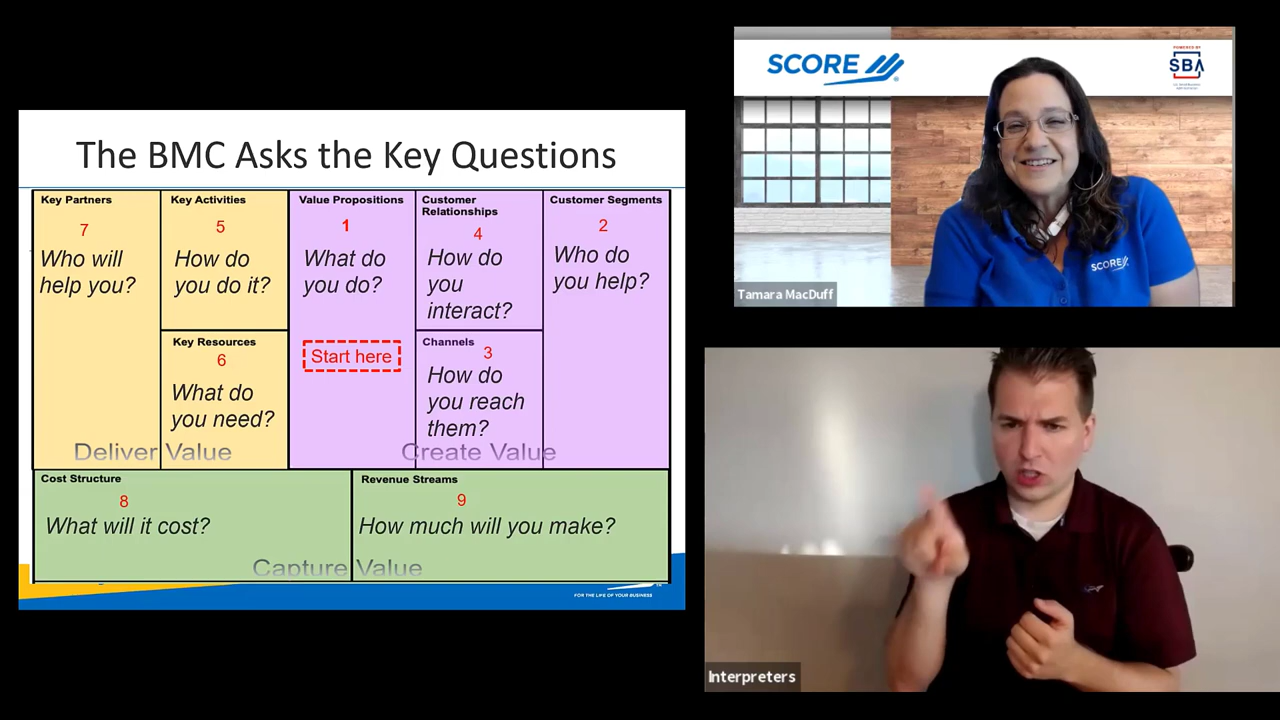 The BMC Asks the Key Questions
Key Partners
7
Who will
help you?
Key Activities
5
How do
you do it?
Key Resources
6
What do
you need?
Value Propositions
1
What do
you do?
Start here
Customer
Relationships
4
How do
you
interact?
Channels
3
How do
you reach
them?
Customer Segments
2
Who do
you help?
Deliver Value
Create Value
Cost Structure
8
What will it cost?
Revenue Streams
9
How much will you make?
Capture Value
FOR THE LIFE OF YOUR BUSINESS
SCORE
POWERED BY
SBA
SCORE
Tamara MacDuff
Interpreters